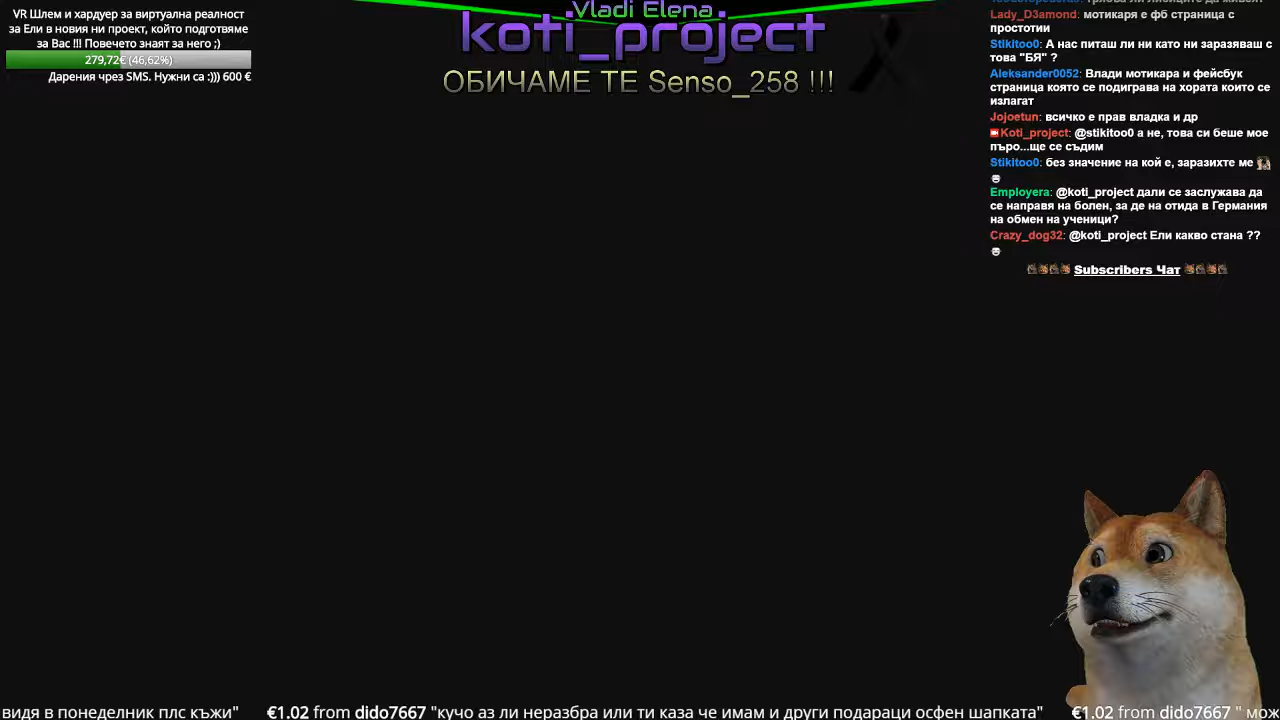 VR Шлем и хардуер за виртуална реалност
за Ели в новия ни проект, който подготвяме
за Вас !!! Повечето знаят за него ;)
279,72€ (46,62%)
Дарения чрез SMS. Нужни са :))) 600 €
Vladi Elena
koti_project
ОБИЧАМЕ ТЕ Senso_258 !!!
Lady_D3amond: мотикаря е фб страница с
простотии
Stikitoo0: А нас питаш ли ни като ни заразяваш с
това "БЯ" ?
Aleksander0052: Влади мотикара и фейсбук
страница която се подиграва на хората които се
излагат
Jojoetun: всичко е прав владка и др
Koti_project: @stikitoo0 а не, това си беше мое
пъро...ще се съдим
Stikitoo0: без значение на кой е, заразихте ме
Employera: @koti_project дали се заслужава да
се направя на болен, за де на отида в Германия
на обмен на ученици?
Crazy_dog32: @koti_project Ели какво стана ??
Subscribers Чат
видя в понеделник плс къжи" €1.02 from dido7667 "кучо аз ли неразбра или ти каза че имам и други подараци осфен шапката" €1.02 from dido7667 " мож